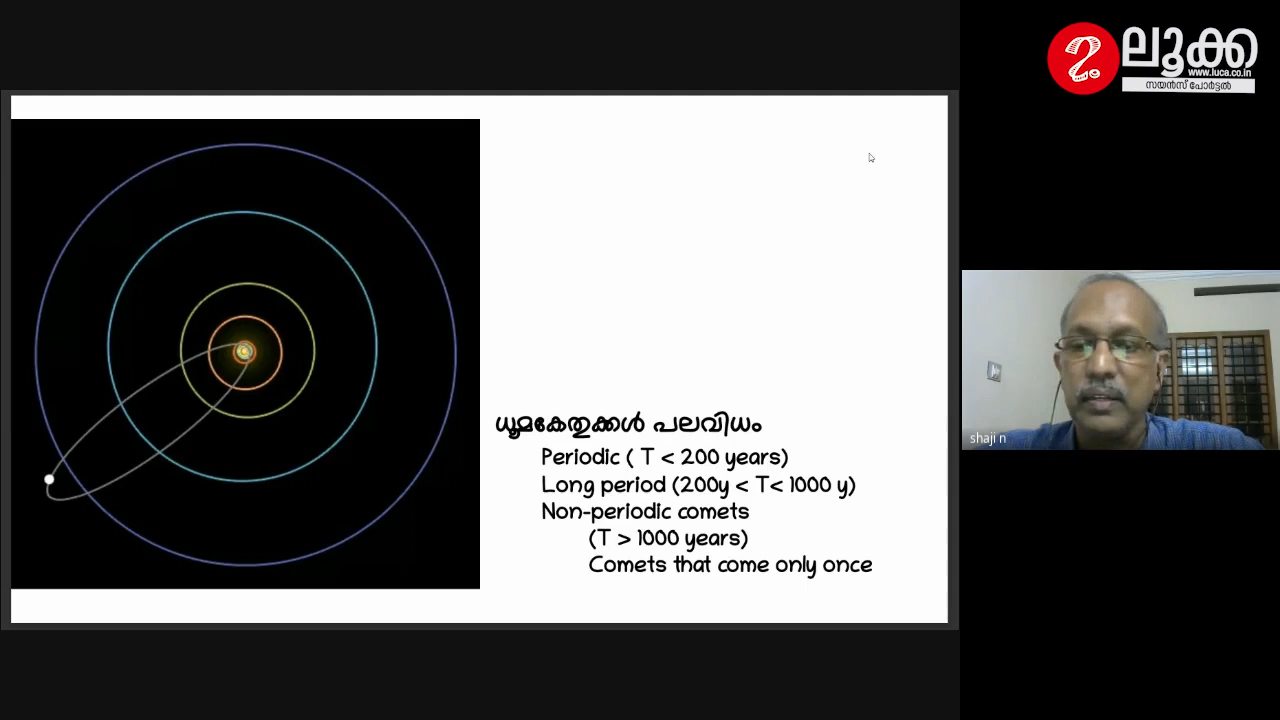 ലൂക്ക
www.luca.co.in
സയൻസ് പോർട്ടൽ
ധൂമകേതുക്കൾ പലവിധം
Periodic ( T < 200 years)
Long period (200y < T< 1000 y)
Non-periodic comets
(T > 1000 years)
Comets that come only once
shaji n